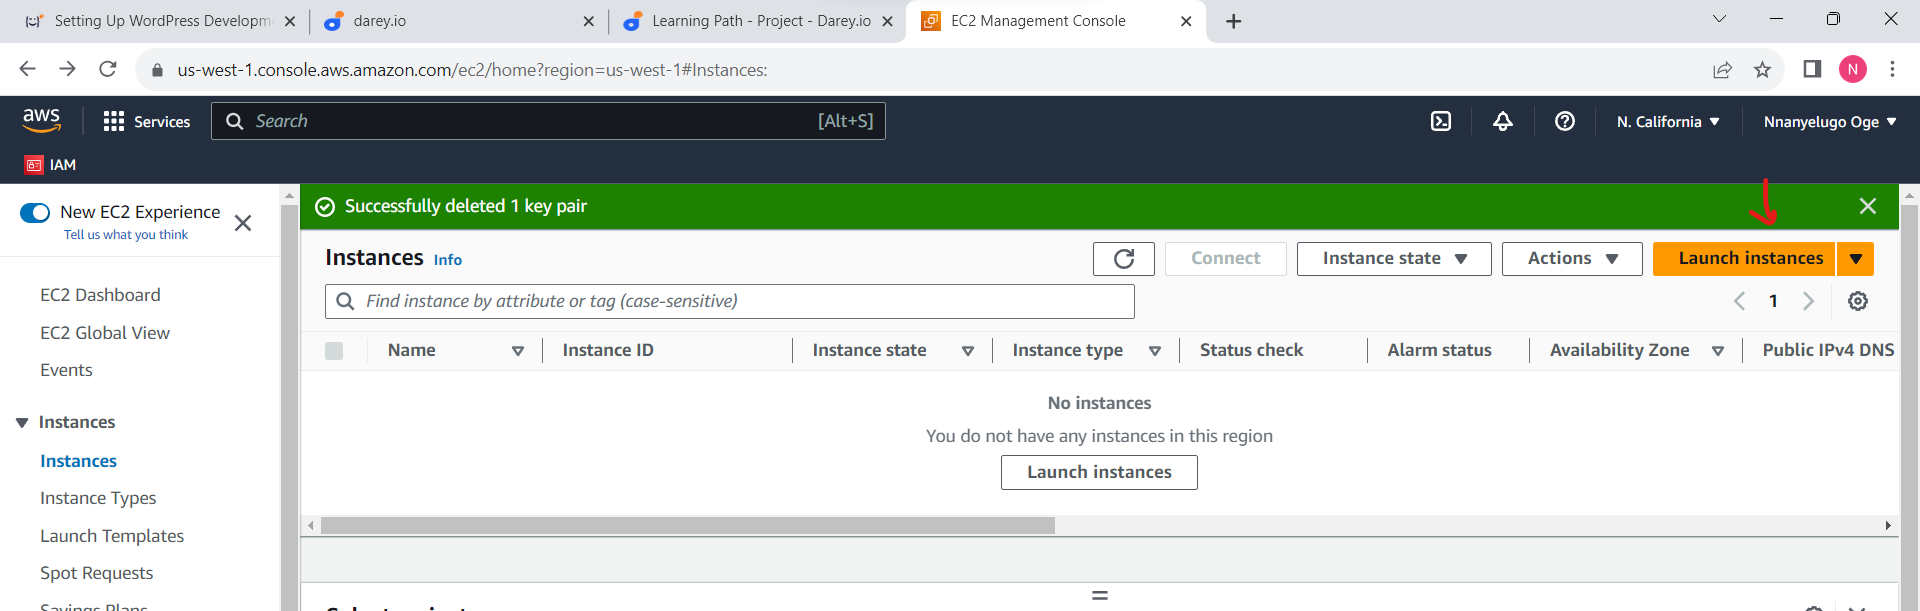 Setting Up WordPress Developm
darey.io
Learning Path - Project - Darey.io
EC2 Management Console
us-west-1.console.aws.amazon.com/ec2/home?region=us-west-1#Instances:
N
aws
Services
Search
[Alt+S]
N. California
Nnanyelugo Oge
IAM
New EC2 Experience
Tell us what you think
EC2 Dashboard
EC2 Global View
Events
Instances
Instances
Instance Types
Launch Templates
Spot Requests
Savings Plans
Successfully deleted 1 key pair
Instances Info
Connect
Instance state
Actions
Launch instances
Find instance by attribute or tag (case-sensitive)
1
Name
Instance ID
Instance state
Instance type
Status check
Alarm status
Availability Zone
Public IPv4 DNS
No instances
You do not have any instances in this region
Launch instances